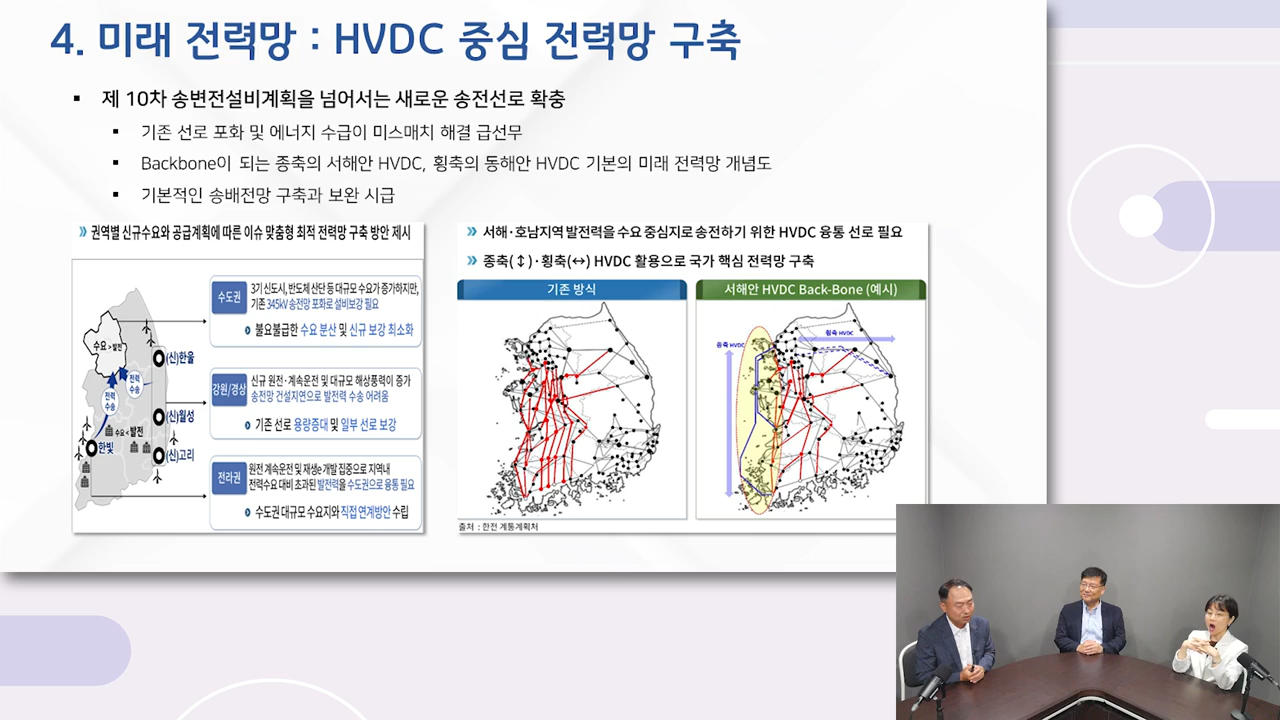 4. 미래 전력망 : HVDC 중심 전력망 구축
▪ 제 10차 송변전설비계획을 넘어서는 새로운 송전선로 확충
▪ 기존 선로 포화 및 에너지 수급이 미스매치 해결 급선무
▪ Backbone이 되는 종축의 서해안 HVDC, 횡축의 동해안 HVDC 기본의 미래 전력망 개념도
▪ 기본적인 송배전망 구축과 보완 시급
» 권역별 신규수요와 공급계획에 따른 이슈 맞춤형 최적 전력망 구축 방안 제시
수도권
3기 신도시, 반도체 산단 등 대규모 수요가 증가하지만,
기존 345kV 송전망 포화로 설비보강 필요
불요불급한 수요 분산 및 신규 보강 최소화
강원/경상
신규 원전·계속운전 및 대규모 해상풍력이 증가
송전망 건설지연으로 발전력 수송 어려움
기존 선로 용량증대 및 일부 선로 보강
전라권
원전 계속운전 및 재생e 개발 집중으로 지역내
전력수요 대비 초과된 발전력을 수도권으로 융통 필요
수도권 대규모 수요지와 직접 연계방안 수립
수요 > 발전
(신)한울
전력
수송
전력
수송
(신)월성
수요 < 발전
한빛
(신)고리
» 서해·호남지역 발전력을 수요 중심지로 송전하기 위한 HVDC 융통 선로 필요
» 종축(↕)·횡축(↔) HVDC 활용으로 국가 핵심 전력망 구축
기존 방식
서해안 HVDC Back-Bone (예시)
횡축 HVDC
종축 HVDC
출처 : 한전 계통계획처